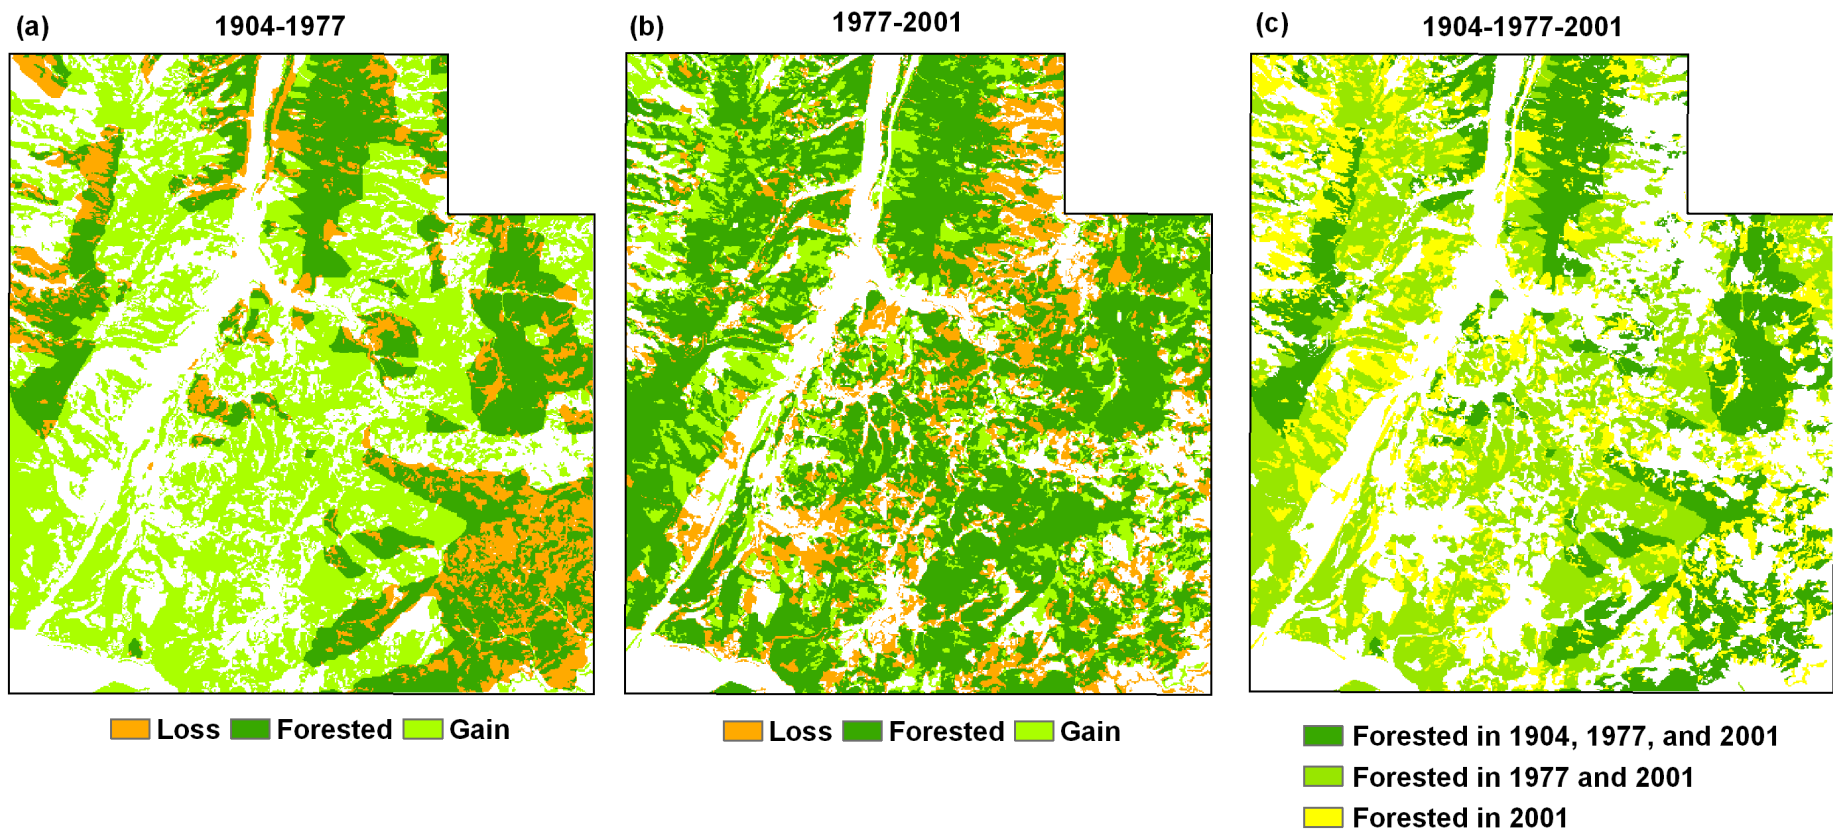 (a) 1904-1977
(b) 1977-2001
(c) 1904-1977-2001
Loss Forested Gain
Loss Forested Gain
Forested in 1904, 1977, and 2001
Forested in 1977 and 2001
Forested in 2001